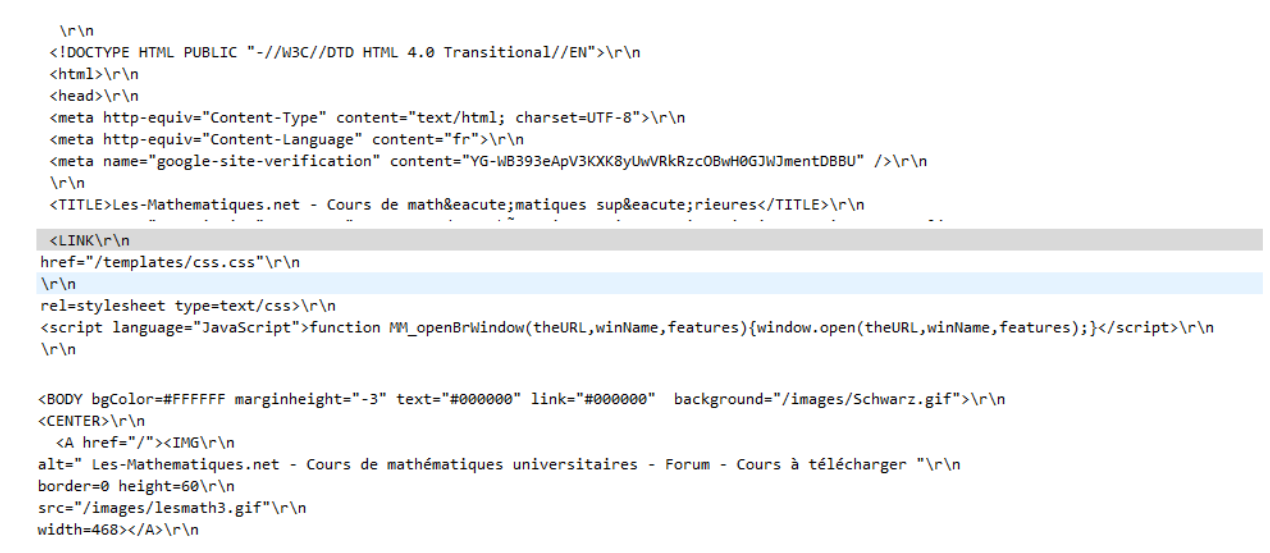 \r\n
<!DOCTYPE HTML PUBLIC "-//W3C//DTD HTML 4.0 Transitional//EN">\r\n
<html>\r\n
<head>\r\n
<meta http-equiv="Content-Type" content="text/html; charset=UTF-8">\r\n
<meta http-equiv="Content-Language" content="fr">\r\n
<meta name="google-site-verification" content="YG-WB393eApV3KXK8yUwVRkRzcOBwH0GJWJmentDBBU" />\r\n
\r\n
<TITLE>Les-Mathematiques.net - Cours de math&eacute;matiques sup&eacute;rieures</TITLE>\r\n
<LINK\r\n
href="/templates/css.css"\r\n
\r\n
rel=stylesheet type=text/css>\r\n
<script language="JavaScript">function MM_openBrWindow(theURL,winName,features){window.open(theURL,winName,features);}</script>\r\n
\r\n
<BODY bgColor=#FFFFFF marginheight="-3" text="#000000" link="#000000"  background="/images/Schwarz.gif">\r\n
<CENTER>\r\n
<A href="/"><IMG\r\n
alt=" Les-Mathematiques.net - Cours de mathématiques universitaires - Forum - Cours à télécharger "\r\n
border=0 height=60\r\n
src="/images/lesmath3.gif"\r\n
width=468></A>\r\n